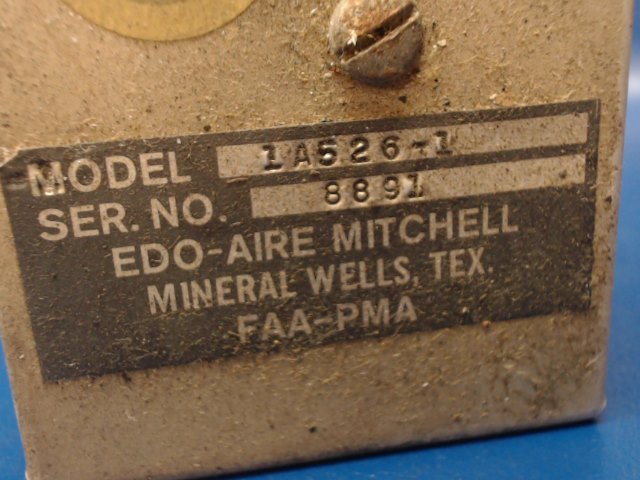 MODEL 1A526-1
SER. NO. 8891
EDO-AIRE MITCHELL
MINERAL WELLS, TEX.
FAA-PMA